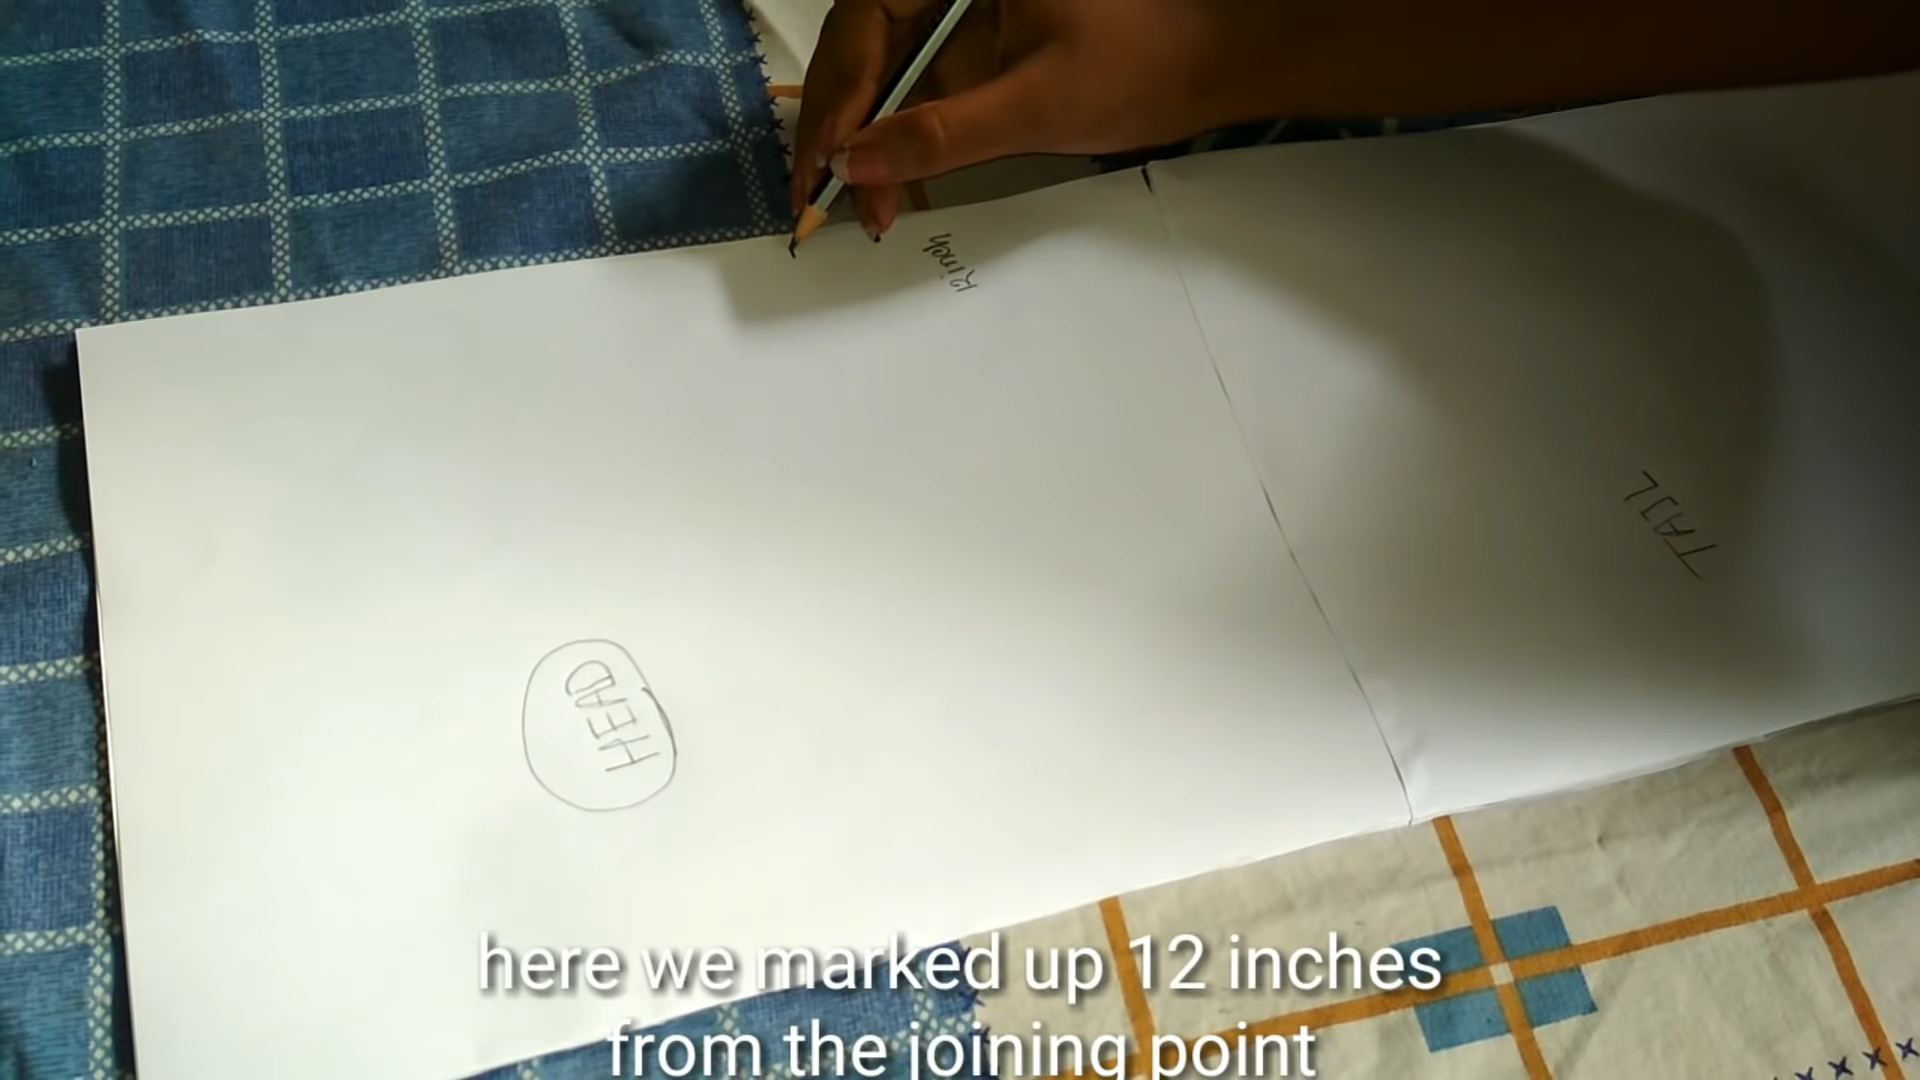 12 inch
TAIL
HEAD
here we marked up 12 inches
from the joining point